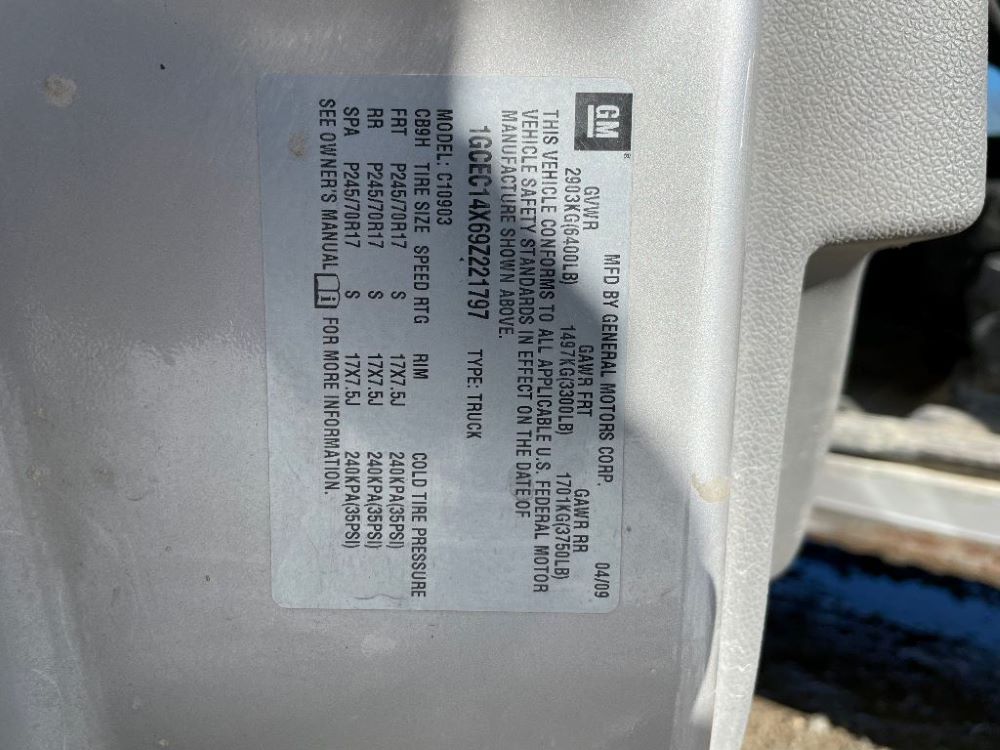 GM
MFD BY GENERAL MOTORS CORP. 04/09
GVWR GAWR FRT GAWR RR
2903KG(6400LB) 1497KG(3300LB) 1701KG(3750LB)
THIS VEHICLE CONFORMS TO ALL APPLICABLE U.S. FEDERAL MOTOR
VEHICLE SAFETY STANDARDS IN EFFECT ON THE DATE OF
MANUFACTURE SHOWN ABOVE.
1GCEC14X69Z221797 TYPE: TRUCK
MODEL: C10903
CB9H TIRE SIZE SPEED RTG RIM COLD TIRE PRESSURE
FRT P245/70R17 S 17X7.5J 240KPA(35PSI)
RR P245/70R17 S 17X7.5J 240KPA(35PSI)
SPA P245/70R17 S 17X7.5J 240KPA(35PSI)
SEE OWNER'S MANUAL i FOR MORE INFORMATION.